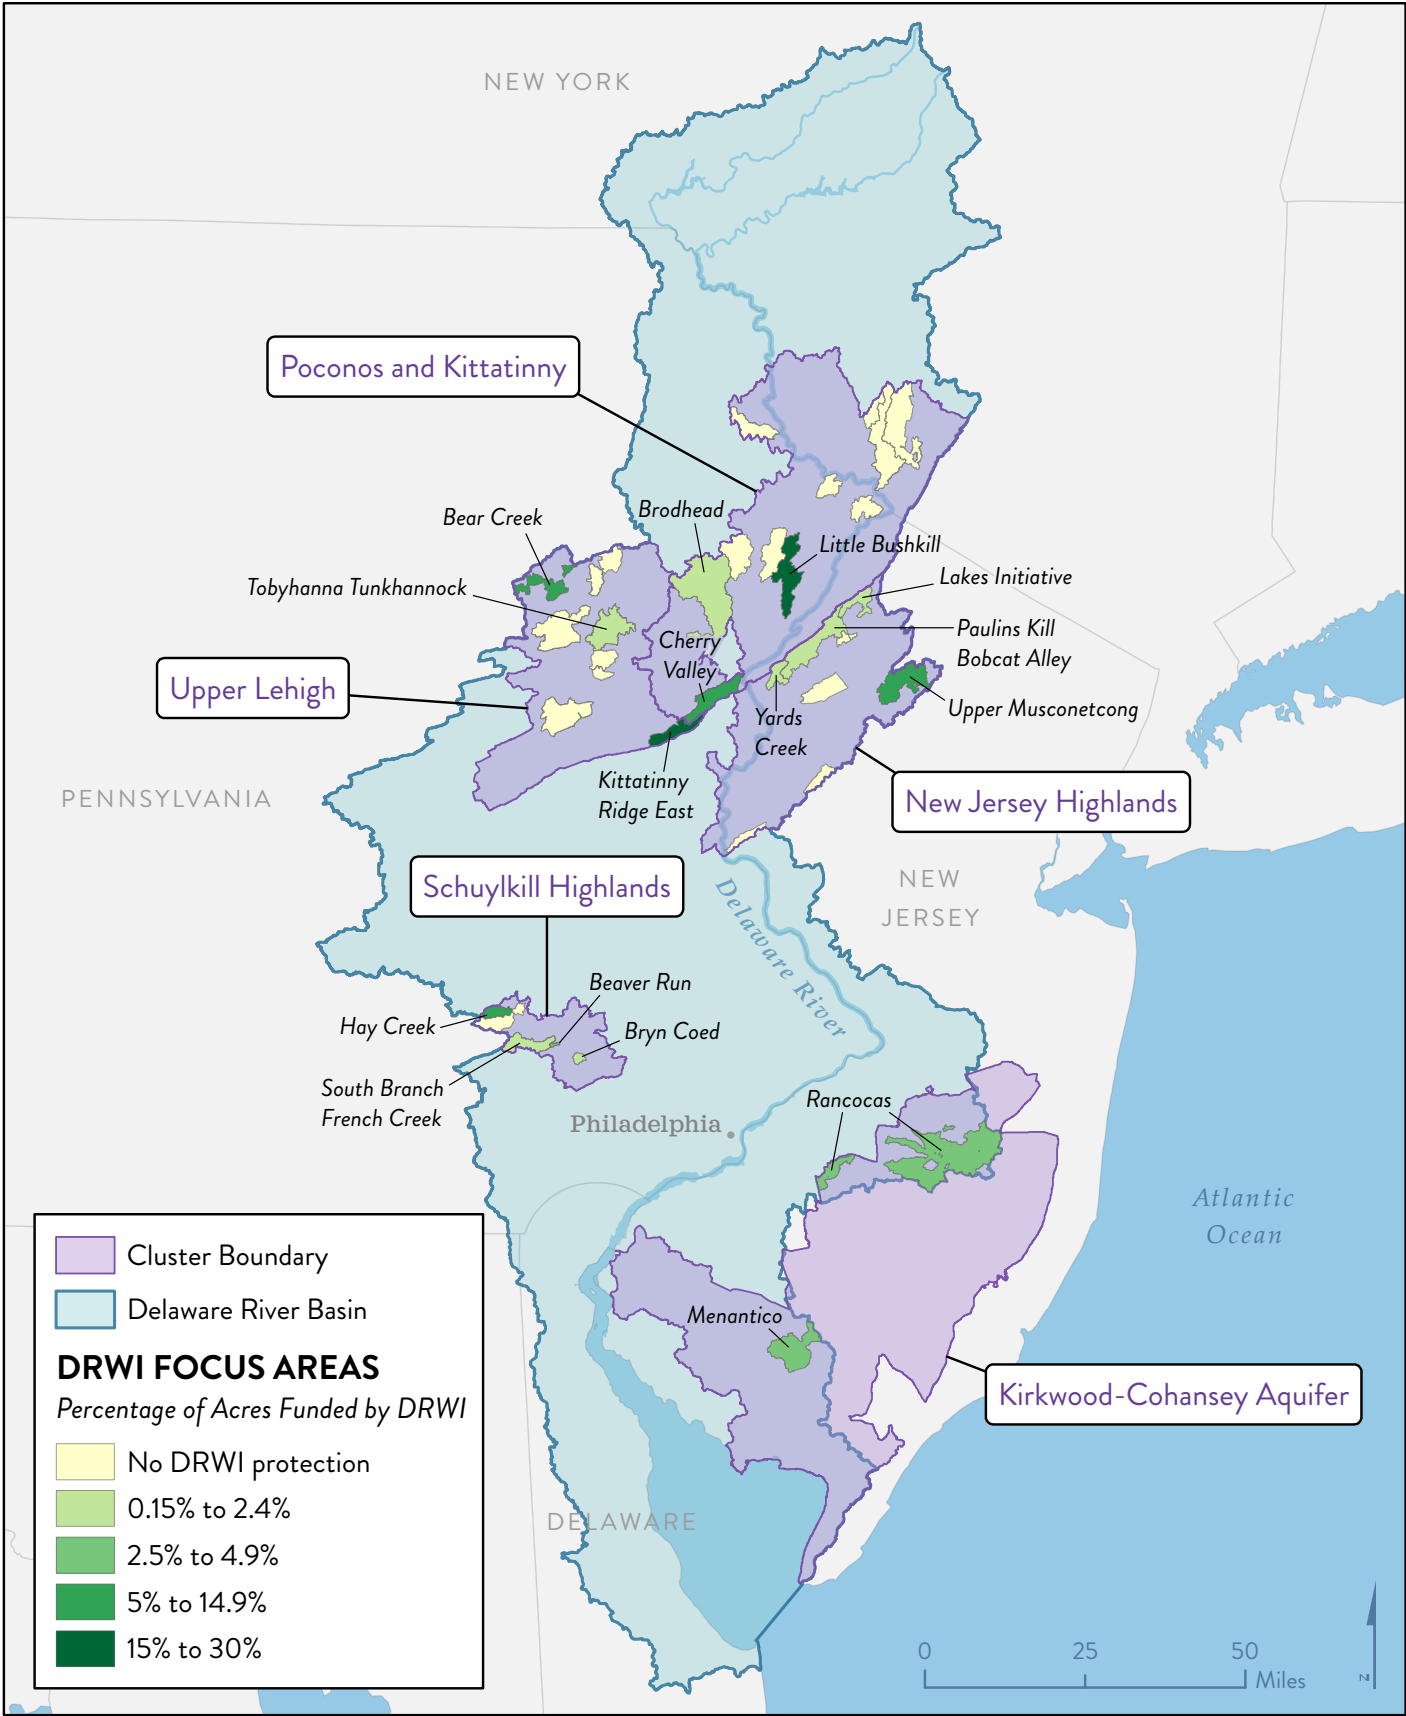 NEW YORK
Poconos and Kittatinny
Bear Creek
Brodhead
Little Bushkill
Tobyhanna Tunkhannock
Lakes Initiative
Cherry
Valley
Paulins Kill
Bobcat Alley
Upper Lehigh
Upper Musconetcong
Yards
Creek
Kittatinny
Ridge East
PENNSYLVANIA
New Jersey Highlands
Schuylkill Highlands
NEW
JERSEY
Delaware River
Beaver Run
Hay Creek
Bryn Coed
South Branch
French Creek
Rancocas
Philadelphia
Atlantic
Ocean
Menantico
Kirkwood-Cohansey Aquifer
DELAWARE
Cluster Boundary
Delaware River Basin
DRWI FOCUS AREAS
Percentage of Acres Funded by DRWI
No DRWI protection
0.15% to 2.4%
2.5% to 4.9%
5% to 14.9%
15% to 30%
0 25 50
Miles
N